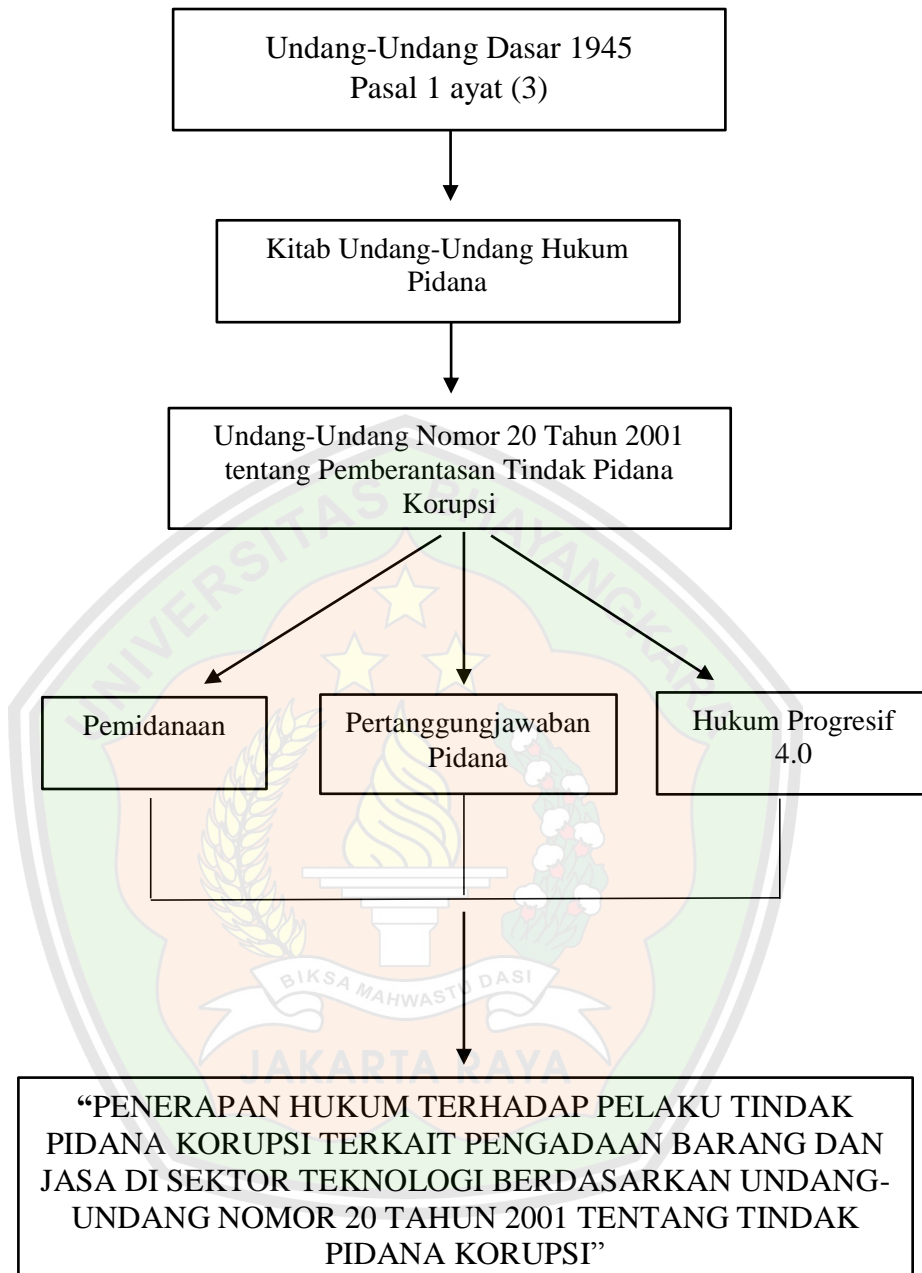 Undang-Undang Dasar 1945
Pasal 1 ayat (3)
Kitab Undang-Undang Hukum
Pidana
Undang-Undang Nomor 20 Tahun 2001
tentang Pemberantasan Tindak Pidana
Korupsi
Pemidanaan
Pertanggungjawaban
Pidana
Hukum Progresif
4.0
UNIVERSITAS BHAYANGKARA
BIKSA MAHWASTU DASI
JAKARTA RAYA
“PENERAPAN HUKUM TERHADAP PELAKU TINDAK
PIDANA KORUPSI TERKAIT PENGADAAN BARANG DAN
JASA DI SEKTOR TEKNOLOGI BERDASARKAN UNDANG-
UNDANG NOMOR 20 TAHUN 2001 TENTANG TINDAK
PIDANA KORUPSI”